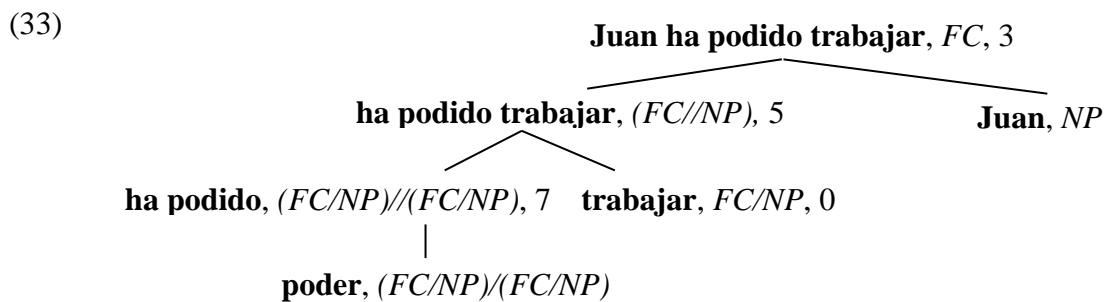 (33)
Juan ha podido trabajar, FC, 3
ha podido trabajar, (FC//NP), 5 Juan, NP
ha podido, (FC/NP)//(FC/NP), 7 trabajar, FC/NP, 0
poder, (FC/NP)/(FC/NP)